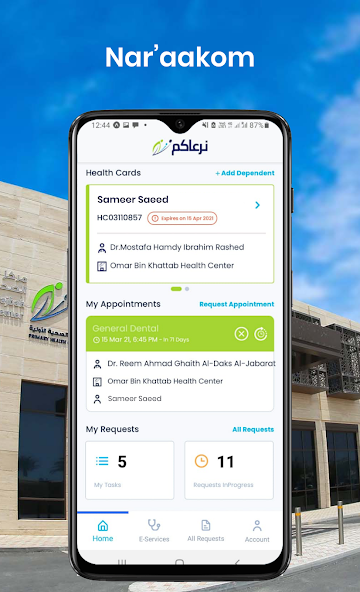 Nar'aakom
12:44
87%
نرعاكم
Health Cards
+ Add Dependent
Sameer Saeed
HC03110857
Expires on 15 Apr 2021
Dr.Mostafa Hamdy Ibrahim Rashed
Omar Bin Khattab Health Center
My Appointments
Request Appointment
General Dental
15 Mar 21, 6:45 PM - In 71 Days
Dr. Reem Ahmad Ghaith Al-Daks Al-Jabarat
Omar Bin Khattab Health Center
Sameer Saeed
My Requests
All Requests
5
11
My Tasks
Requests InProgress
Home
E-Services
All Requests
Account
الصحية الأولية
PRIMARY HEALTH